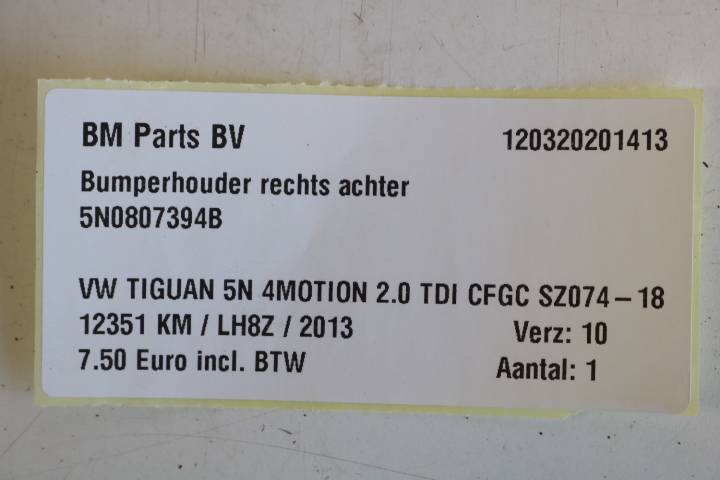 BM Parts BV 120320201413
Bumperhouder rechts achter
5N0807394B
VW TIGUAN 5N 4MOTION 2.0 TDI CFGC SZ074-18
12351 KM / LH8Z / 2013 Verz: 10
7.50 Euro incl. BTW Aantal: 1